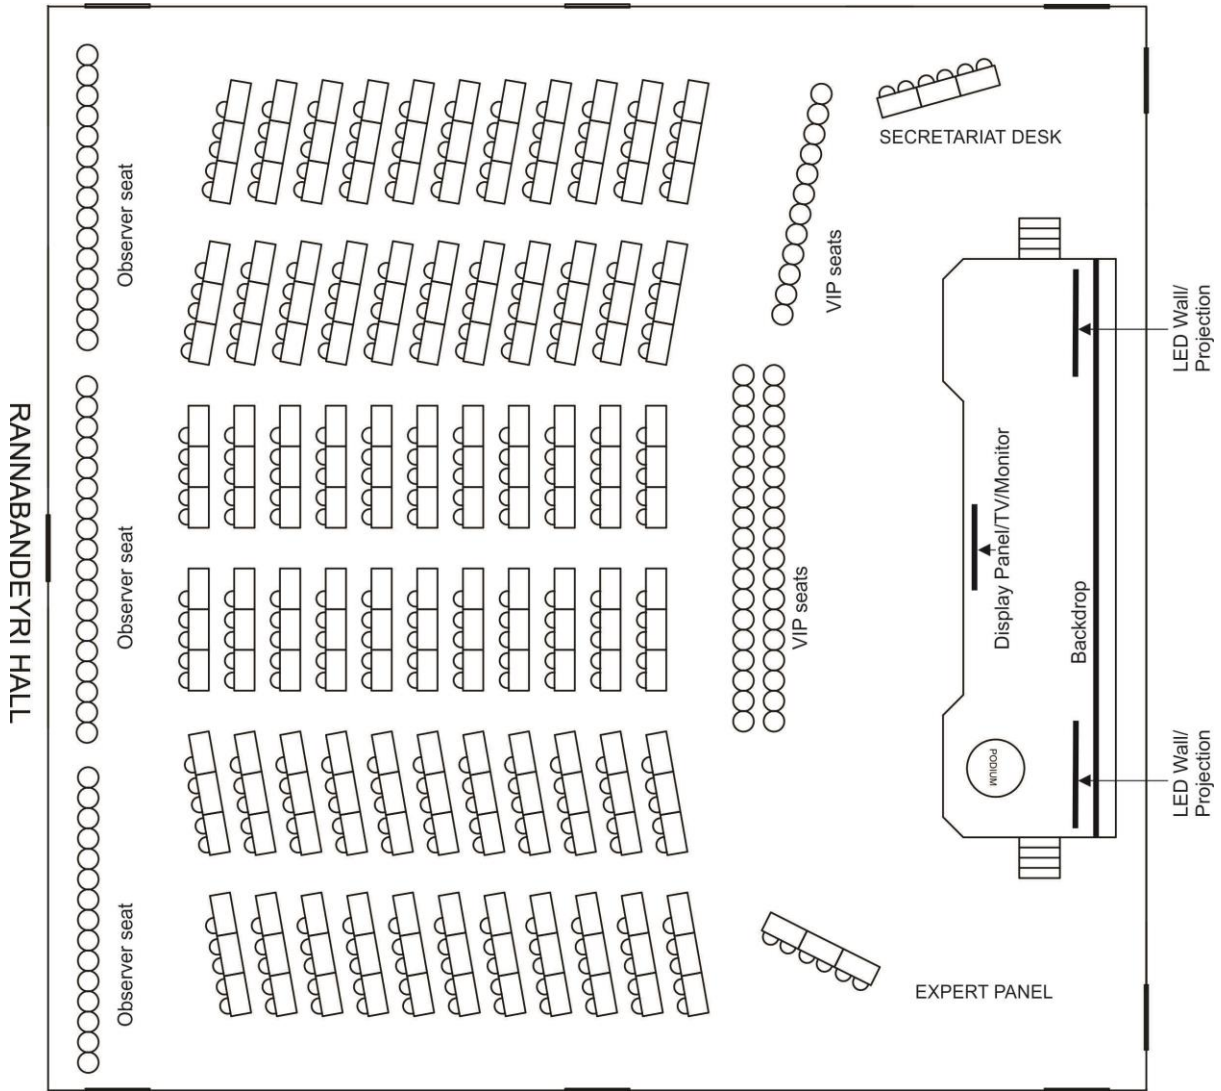 SECRETARIAT DESK
Observer seat
VIP seats
LED Wall/
Projection
RANNABANDEYRI HALL
Observer seat
VIP seats
Display Panel/TV/Monitor
Backdrop
PODIUM
LED Wall/
Projection
Observer seat
EXPERT PANEL